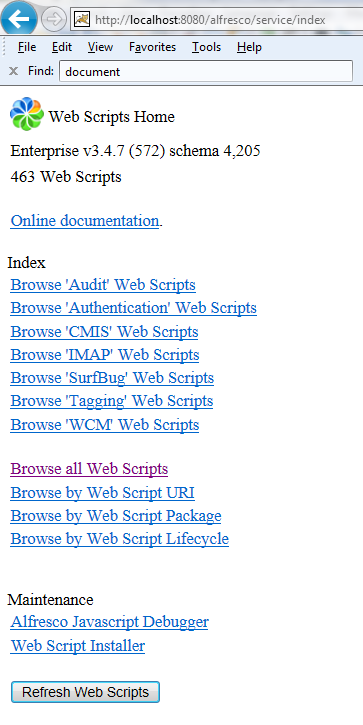 http://localhost:8080/alfresco/service/index
File Edit View Favorites Tools Help
x Find: document
Web Scripts Home
Enterprise v3.4.7 (572) schema 4,205
463 Web Scripts
Online documentation.
Index
Browse 'Audit' Web Scripts
Browse 'Authentication' Web Scripts
Browse 'CMIS' Web Scripts
Browse 'IMAP' Web Scripts
Browse 'SurfBug' Web Scripts
Browse 'Tagging' Web Scripts
Browse 'WCM' Web Scripts
Browse all Web Scripts
Browse by Web Script URI
Browse by Web Script Package
Browse by Web Script Lifecycle
Maintenance
Alfresco Javascript Debugger
Web Script Installer
Refresh Web Scripts